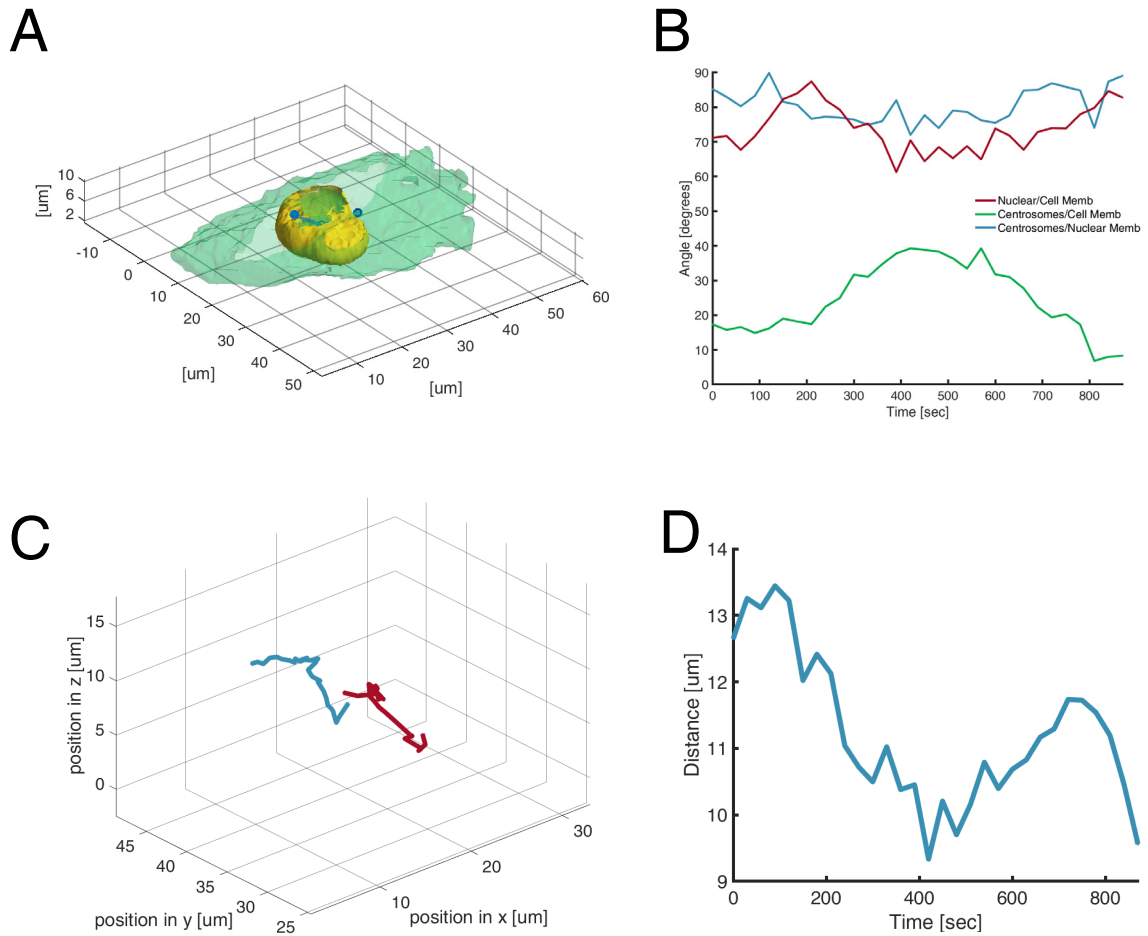 A
[um]
10
6
2
-10
0
10
20
30
40
50
[um]
10
20
30
40
50
60
[um]
B
Angle [degrees]
90
80
70
60
50
40
30
20
10
0
Nuclear/Cell Memb
Centrosomes/Cell Memb
Centrosomes/Nuclear Memb
0 100 200 300 400 500 600 700 800
Time [sec]
C
position in z [um]
15
10
5
0
45
40
35
30
25
position in y [um]
10
20
30
position in x [um]
D
Distance [um]
14
13
12
11
10
9
0 200 400 600 800
Time [sec]